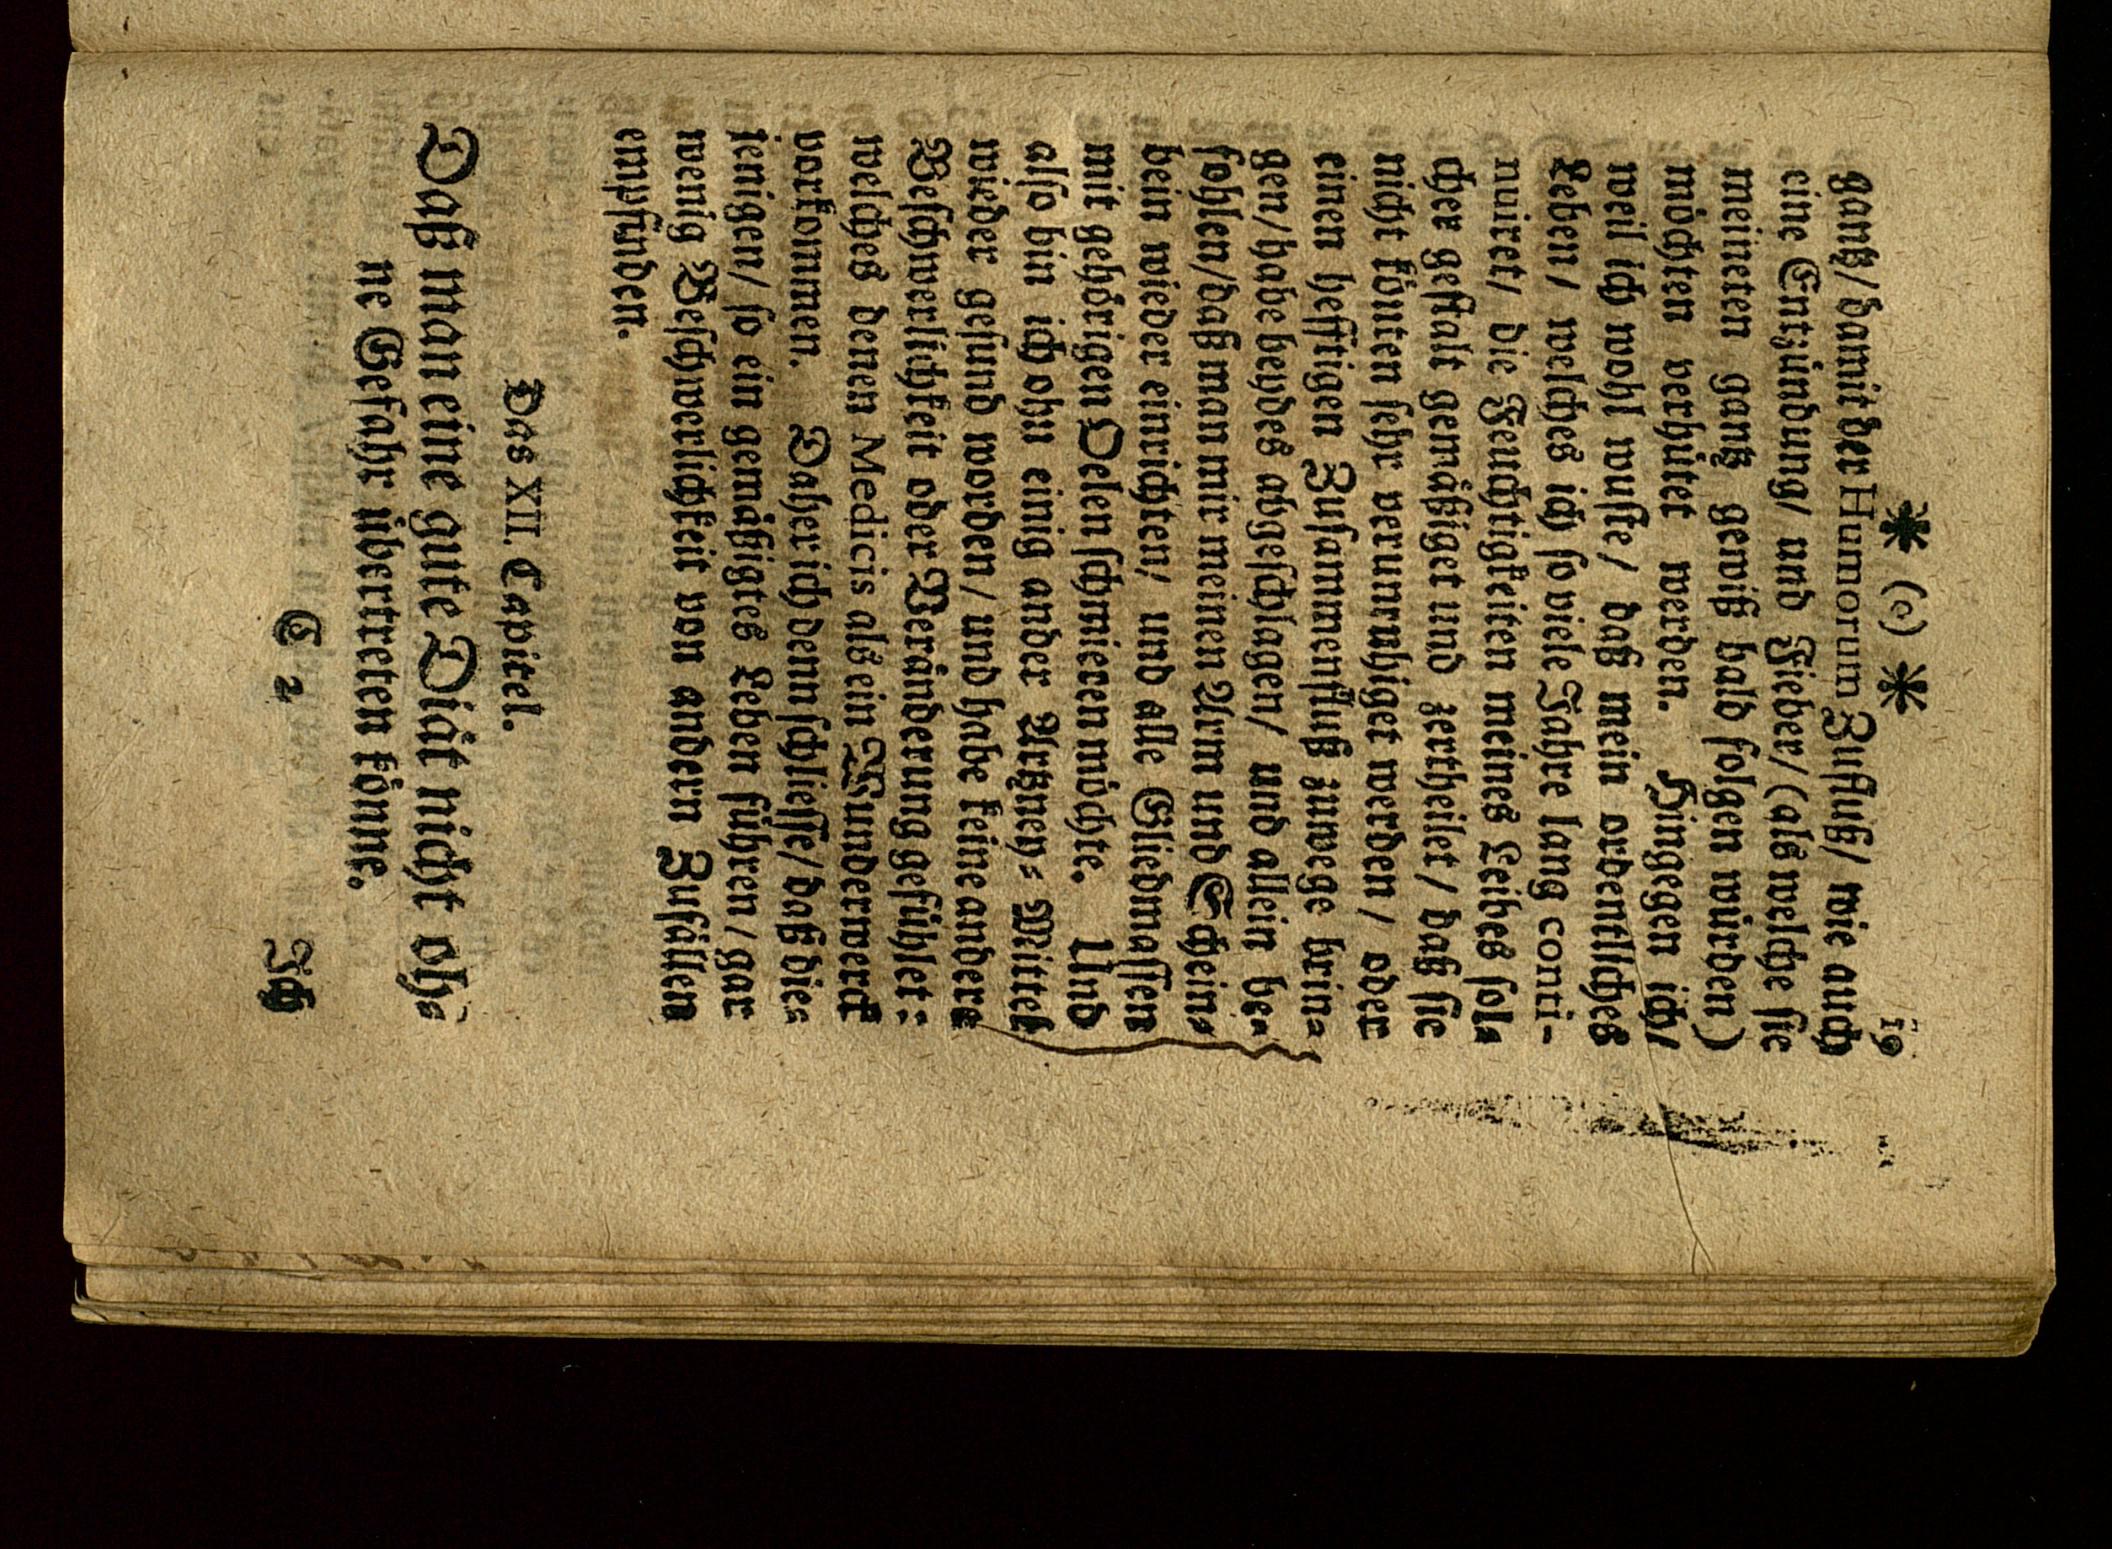 * (o) * 19
gantz/ damit der Humorum Zufluß/ wie auch
eine Entzündung/ und Fieber/ (als welche sie
meineten gantz gewiß bald folgen würden)
möchten verhütet werden. Hingegen ich/
weil ich wohl wuste/ daß mein ordentliches
Leben/ welches ich so viele Jahre lang conti-
nuiret/ die Feuchtigkeiten meines Leibes sol-
cher gestalt gemäßiget und zertheilet/ daß sie
nicht könten sehr verunruhiget werden/ oder
einen hefftigen Zusammenfluß zuwege brin-
gen/ habe beydes abgeschlagen/ und allein be-
fohlen/ daß man mir meinen Arm und Schein-
bein wieder einrichten/ und alle Gliedmassen
mit gehörigen Oelen schmieren möchte. Und
also bin ich ohn einig ander Artzney-Mittel
wieder gesund worden/ und habe keine andere
Beschwerlichkeit oder Veränderung gefühlet:
welches denen Medicis als ein Wunderwerck
vorkommen. Daher ich denn schliesse/ daß die-
jenigen/ so ein gemäßigtes Leben führen/ gar
wenig Beschwerlichkeit von andern Zufällen
empfinden.
Das XII. Capitel.
Daß man eine gute Diät nicht oh-
ne Gefahr übertreten könne.
C 2 Ich